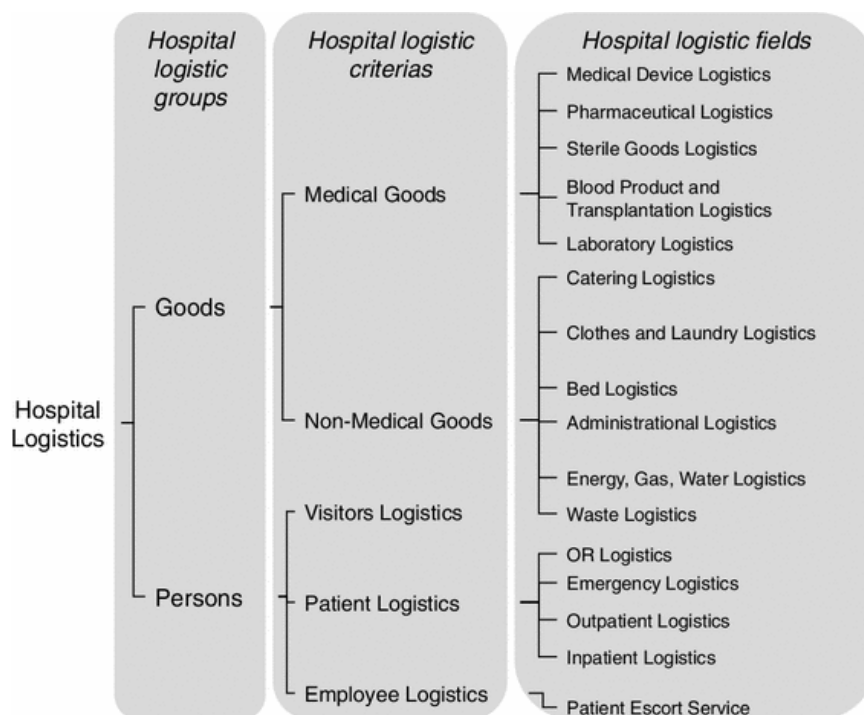 Hospital
logistic
groups
Hospital logistic
criterias
Hospital logistic fields
Hospital
Logistics
Goods
Persons
Medical Goods
Non-Medical Goods
Visitors Logistics
Patient Logistics
Employee Logistics
Medical Device Logistics
Pharmaceutical Logistics
Sterile Goods Logistics
Blood Product and
Transplantation Logistics
Laboratory Logistics
Catering Logistics
Clothes and Laundry Logistics
Bed Logistics
Administrational Logistics
Energy, Gas, Water Logistics
Waste Logistics
OR Logistics
Emergency Logistics
Outpatient Logistics
Inpatient Logistics
Patient Escort Service